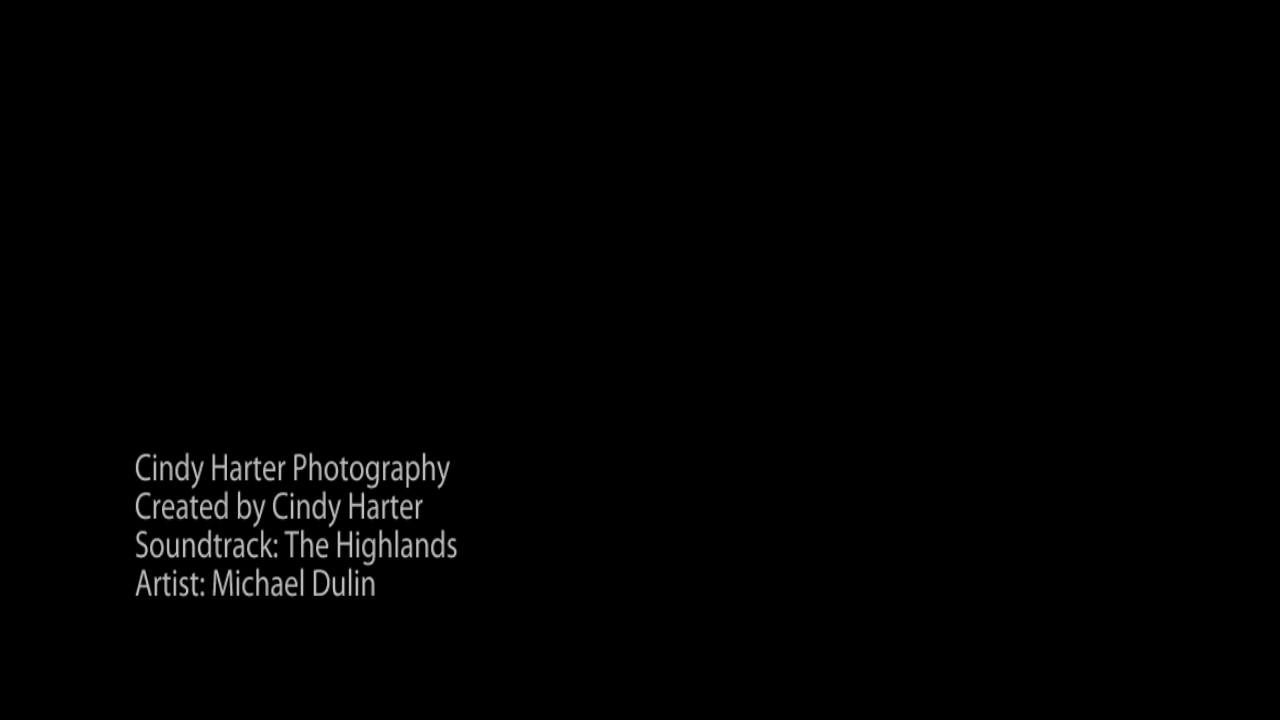 Cindy Harter Photography
Created by Cindy Harter
Soundtrack: The Highlands
Artist: Michael Dulin